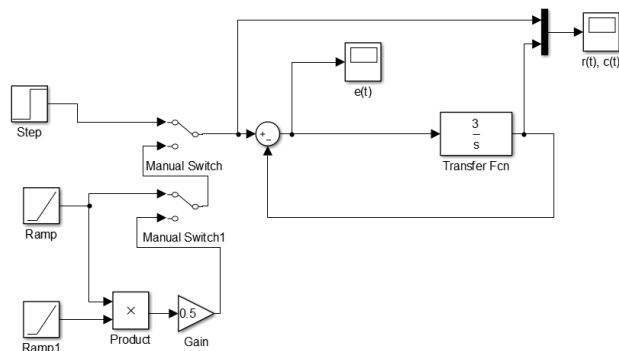 r(t), c(t)
e(t)
Step
+
−
3
s
Transfer Fcn
Manual Switch
Ramp
Manual Switch1
0.5
×
Product
Gain
Ramp1